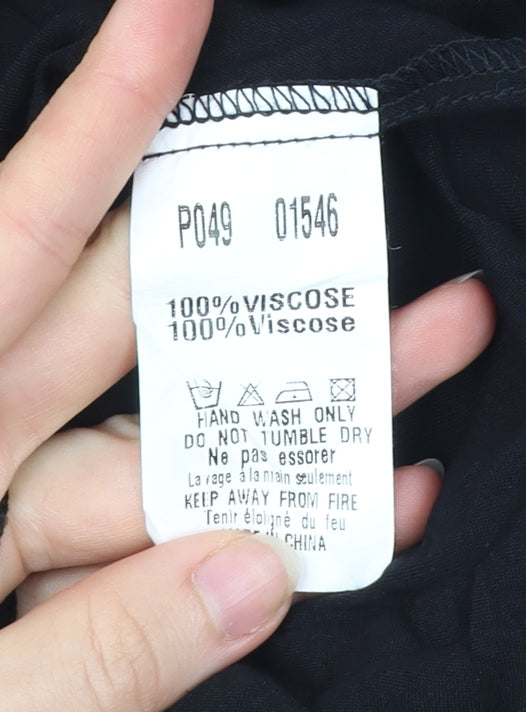 P049 01546
100%VISCOSE
100%Viscose
HAND WASH ONLY
DO NOT TUMBLE DRY
Ne pas essorer
Lavage à la main seulement
KEEP AWAY FROM FIRE
Tenir éloigné du feu
CHINA